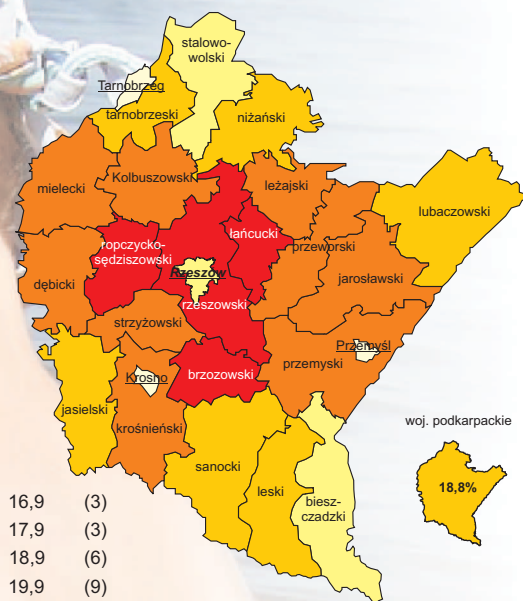 stalowo-
wolski
Tarnobrzeg
tarnobrzeski
niżański
mielecki
Kolbuszowski
leżajski
lubaczowski
ropczycko-
sędziszowski
łańcucki
przeworski
dębicki
Rzeszów
jarosławski
rzeszowski
strzyżowski
Przemyśl
przemyski
Krosno
brzozowski
jasielski
krośnieński
woj. podkarpackie
sanocki
leski
biesz-
czadzki
18,8%
16,9 (3)
17,9 (3)
18,9 (6)
19,9 (9)